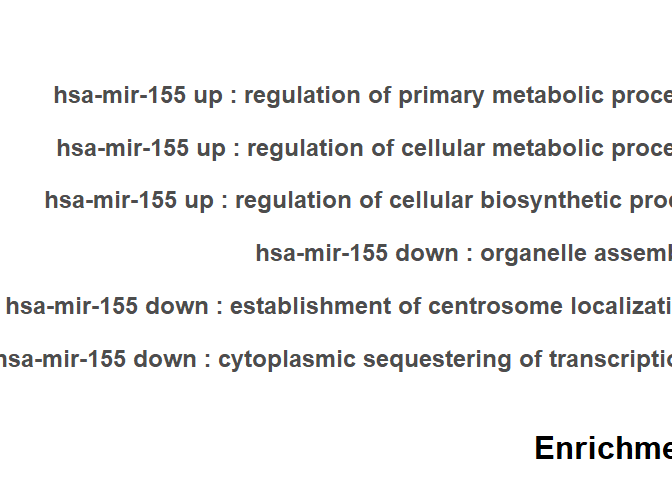 hsa-mir-155 up : regulation of primary metabolic proce
hsa-mir-155 up : regulation of cellular metabolic proce
hsa-mir-155 up : regulation of cellular biosynthetic proc
hsa-mir-155 down : organelle assemb
hsa-mir-155 down : establishment of centrosome localizati
hsa-mir-155 down : cytoplasmic sequestering of transcriptio
Enrichme